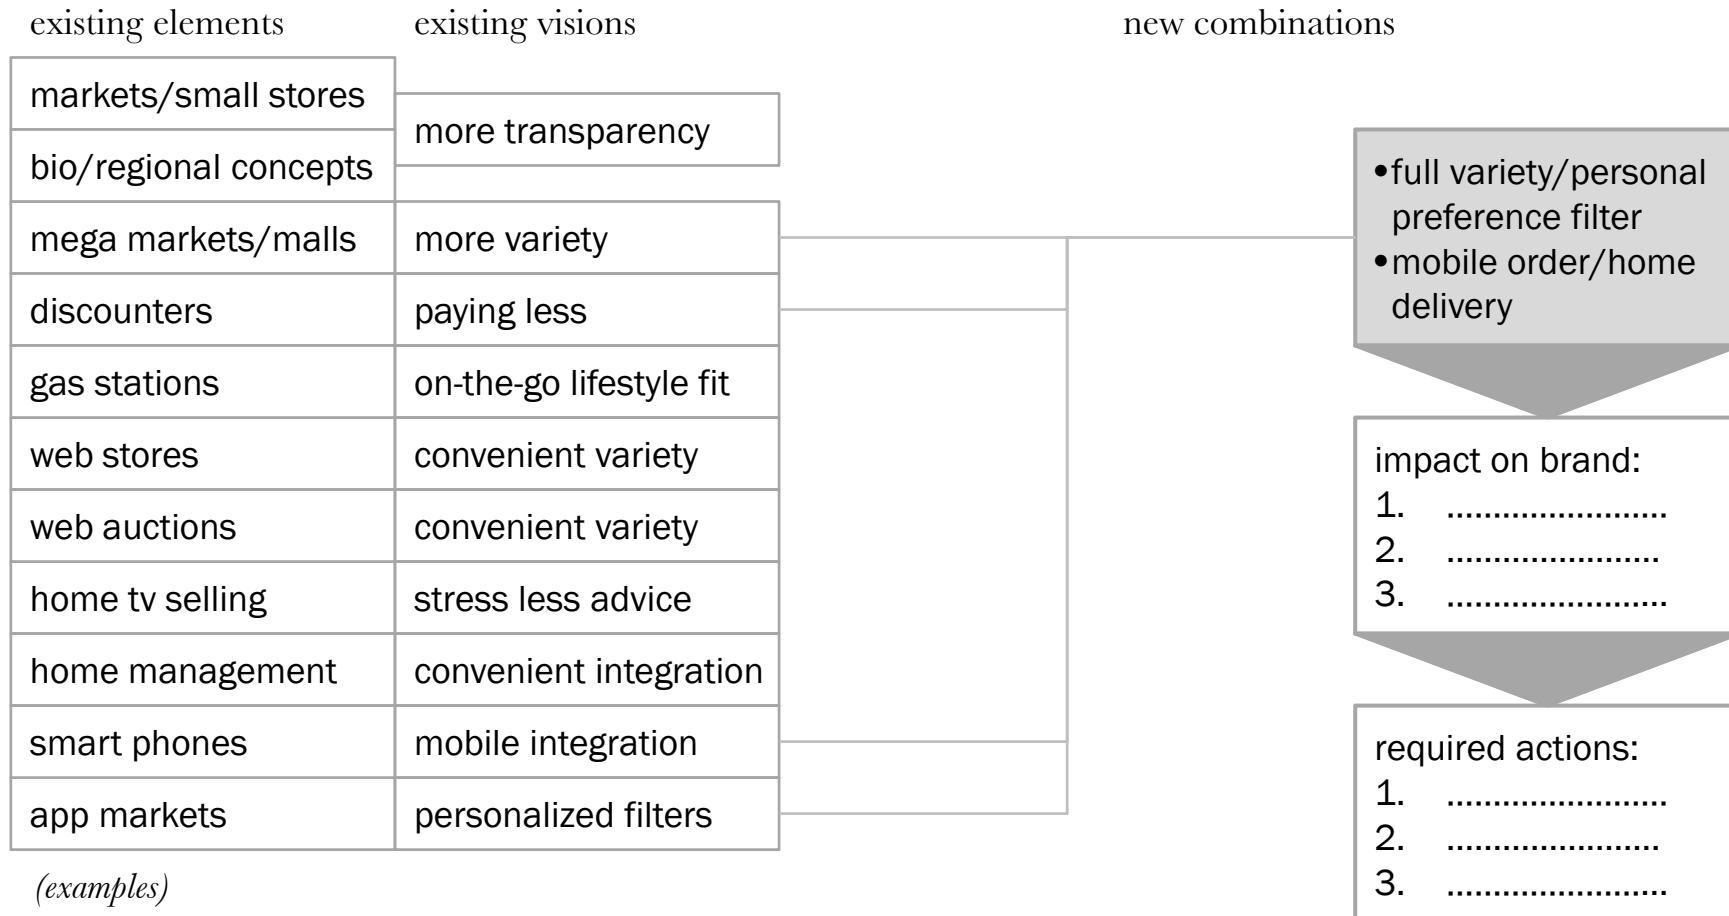 existing elements
existing visions
new combinations
markets/small stores
more transparency
bio/regional concepts
mega markets/malls
more variety
discounters
paying less
gas stations
on-the-go lifestyle fit
web stores
convenient variety
web auctions
convenient variety
home tv selling
stress less advice
home management
convenient integration
smart phones
mobile integration
app markets
personalized filters
(examples)
•full variety/personal
preference filter
•mobile order/home
delivery
impact on brand:
1. ........................
2. .......................
3. ........................
required actions:
1. ........................
2. .......................
3. ........................